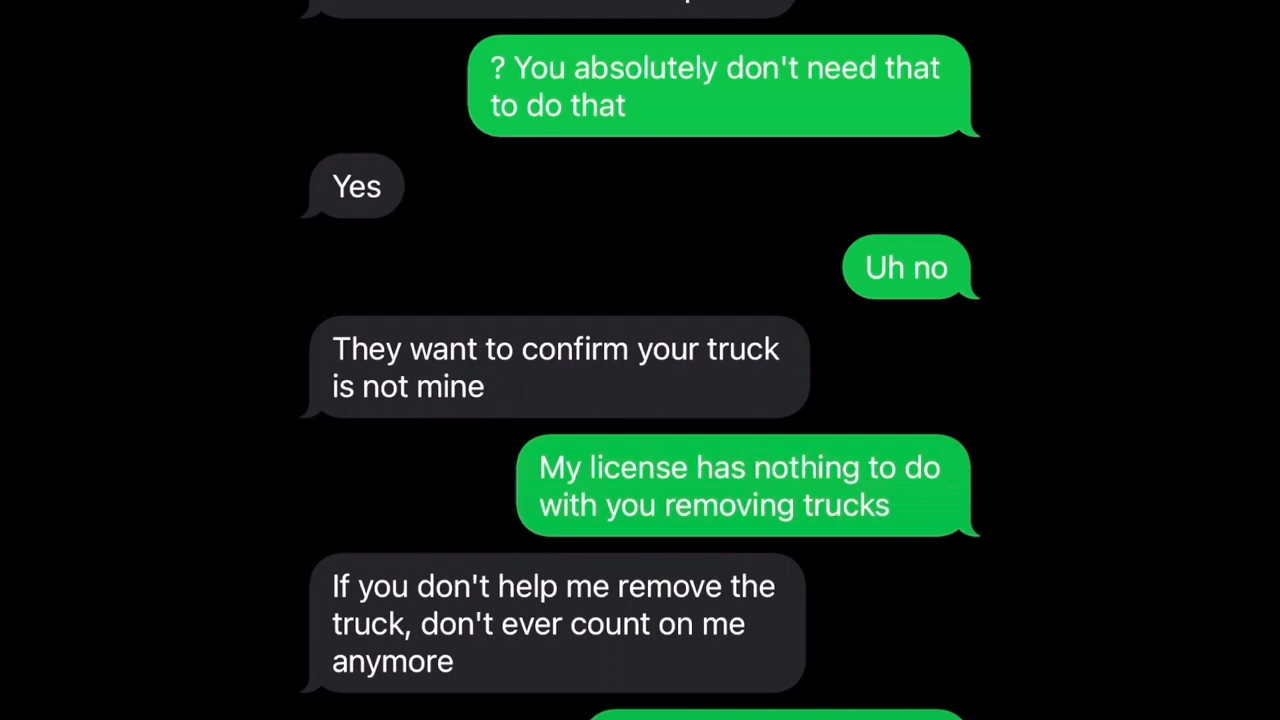 ? You absolutely don't need that
to do that
Yes
Uh no
They want to confirm your truck
is not mine
My license has nothing to do
with you removing trucks
If you don't help me remove the
truck, don't ever count on me
anymore